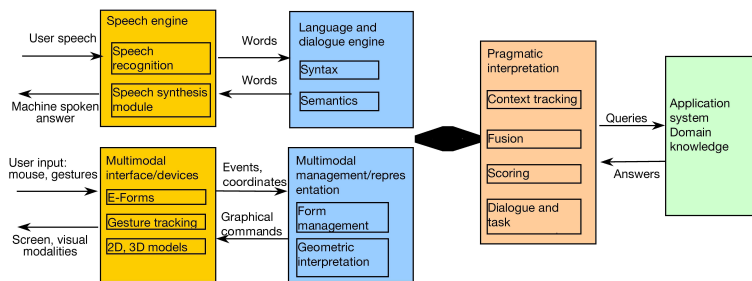 Speech engine
User speech
Speech
recognition
Speech synthesis
module
Machine spoken
answer
Words
Words
Language and
dialogue engine
Syntax
Semantics
User input:
mouse, gestures
Multimodal
interface/devices
E-Forms
Gesture tracking
2D, 3D models
Screen, visual
modalities
Events,
coordinates
Graphical
commands
Multimodal
management/repres
entation
Form
management
Geometric
interpretation
Pragmatic
interpretation
Context tracking
Fusion
Scoring
Dialogue and
task
Queries
Answers
Application
system
Domain
knowledge